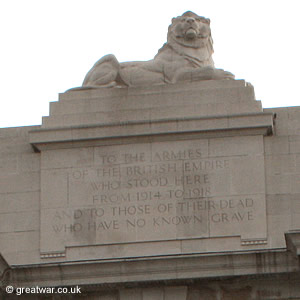 TO THE ARMIES
OF THE BRITISH EMPIRE
WHO STOOD HERE
FROM 1914 TO 1918
AND TO THOSE OF THEIR DEAD
WHO HAVE NO KNOWN GRAVE
© greatwar.co.uk